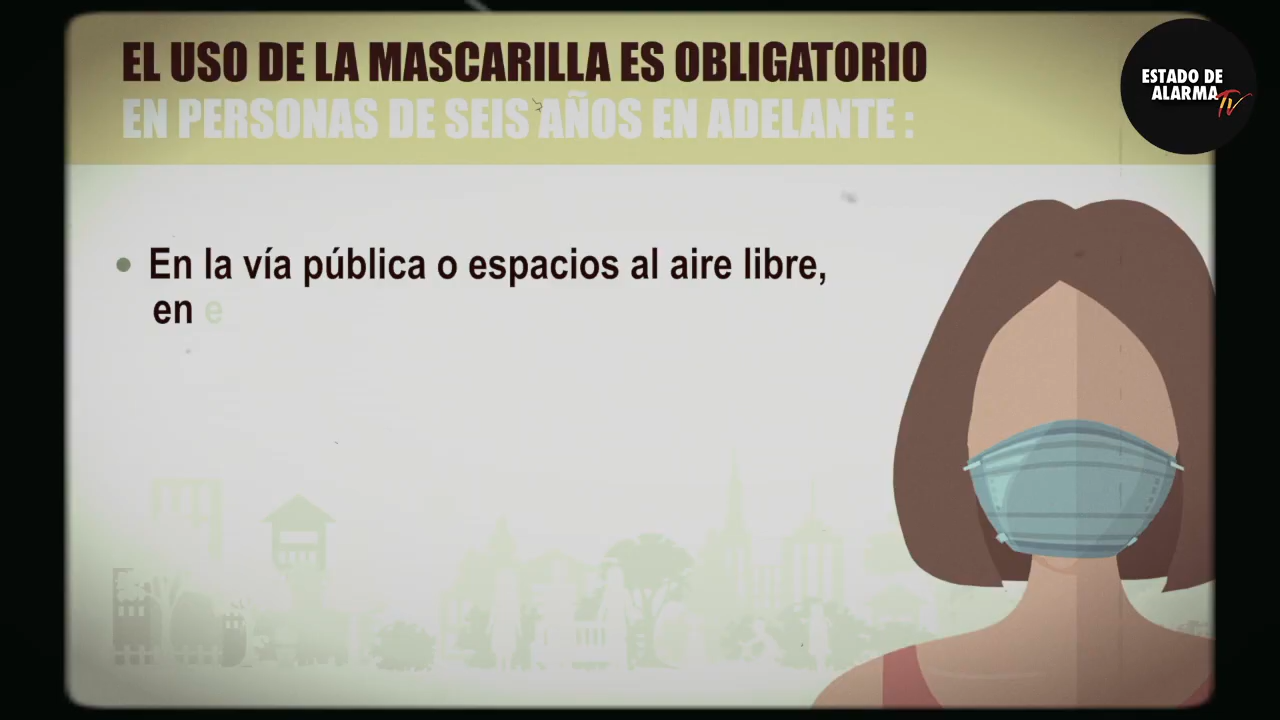 EL USO DE LA MASCARILLA ES OBLIGATORIO
EN PERSONAS DE SEIS AÑOS EN ADELANTE :
ESTADO DE
ALARMA
TV
En la vía pública o espacios al aire libre,
en e